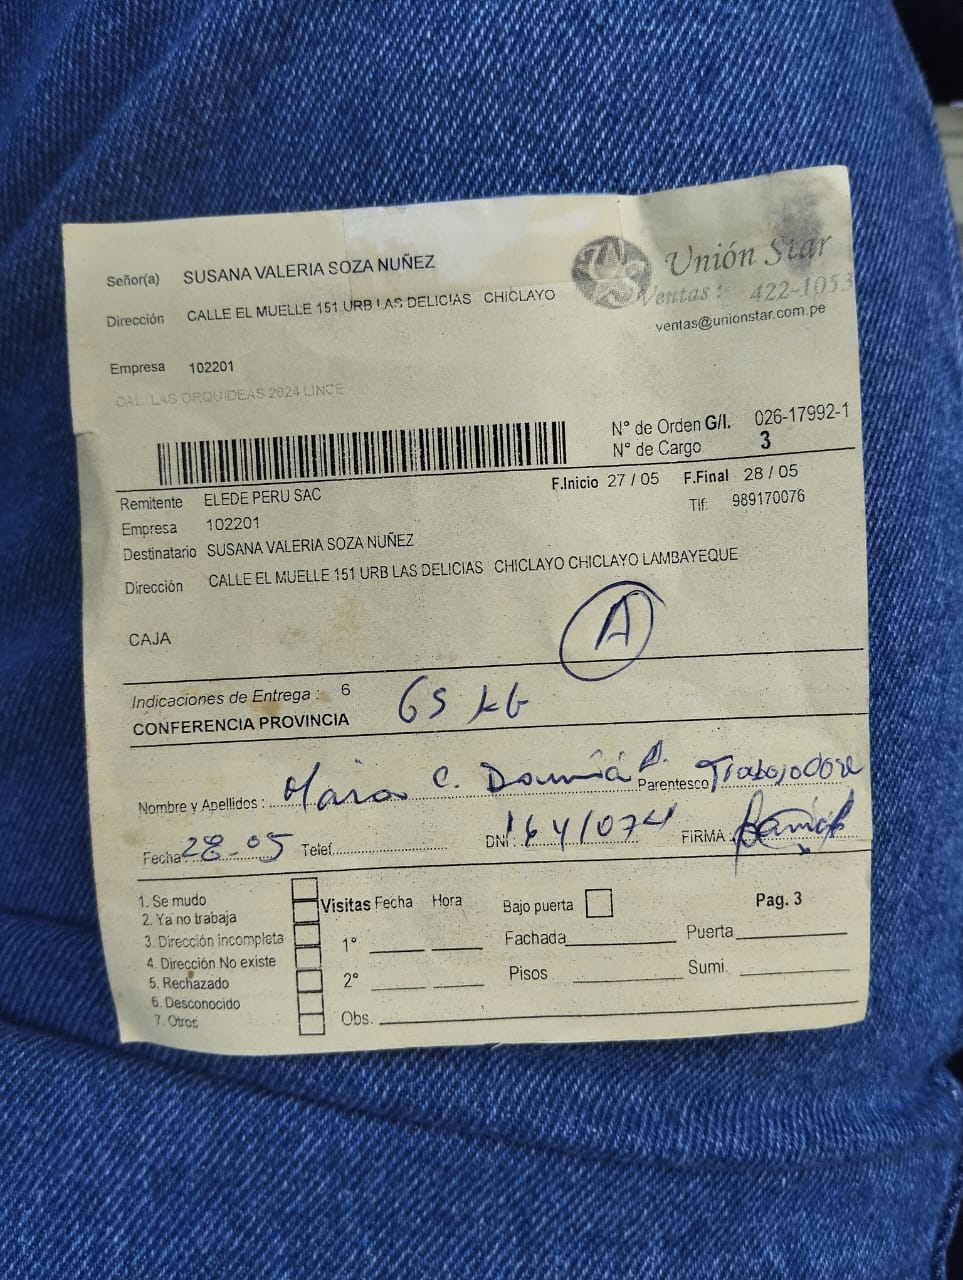 Señor(a) SUSANA VALERIA SOZA NUÑEZ
Unión Star
Ventas : 422-1053
ventas@unionstar.com.pe
Dirección CALLE EL MUELLE 151 URB LAS DELICIAS CHICLAYO
Empresa 102201
CAL. LAS ORQUIDEAS 2624 LINCE
N° de Orden G/I. 026-17992-1
N° de Cargo 3
Remitente ELEDE PERU SAC
F.Inicio 27 / 05 F.Final 28 / 05
Empresa 102201
Tlf: 989170076
Destinatario SUSANA VALERIA SOZA NUÑEZ
Dirección CALLE EL MUELLE 151 URB LAS DELICIAS CHICLAYO CHICLAYO LAMBAYEQUE
CAJA
A
Indicaciones de Entrega : 6
CONFERENCIA PROVINCIA
Nombre y Apellidos : C. Parentesco
Fecha 28-05 Telef. DNI: FIRMA
1. Se mudo
2. Ya no trabaja
3. Dirección incompleta
4. Dirección No existe
5. Rechazado
6. Desconocido
7. Otros
Visitas Fecha Hora
1°
2°
Obs.
Bajo puerta
Pag. 3
Fachada Puerta
Pisos Sumi.